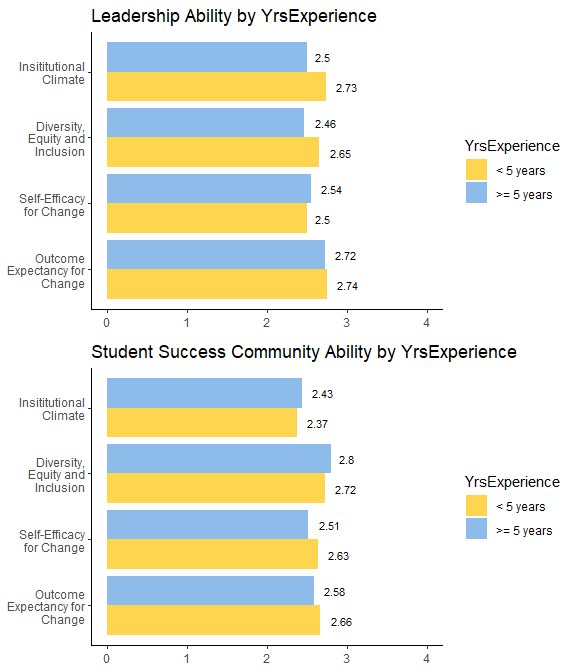 Leadership Ability by YrsExperience
Insititutional
Climate
2.5
2.73
Diversity,
Equity and
Inclusion
2.46
2.65
Self-Efficacy
for Change
2.54
2.5
Outcome
Expectancy for
Change
2.72
2.74
0 1 2 3 4
YrsExperience
< 5 years
>= 5 years
Student Success Community Ability by YrsExperience
Insititutional
Climate
2.43
2.37
Diversity,
Equity and
Inclusion
2.8
2.72
Self-Efficacy
for Change
2.51
2.63
Outcome
Expectancy for
Change
2.58
2.66
0 1 2 3 4
YrsExperience
< 5 years
>= 5 years